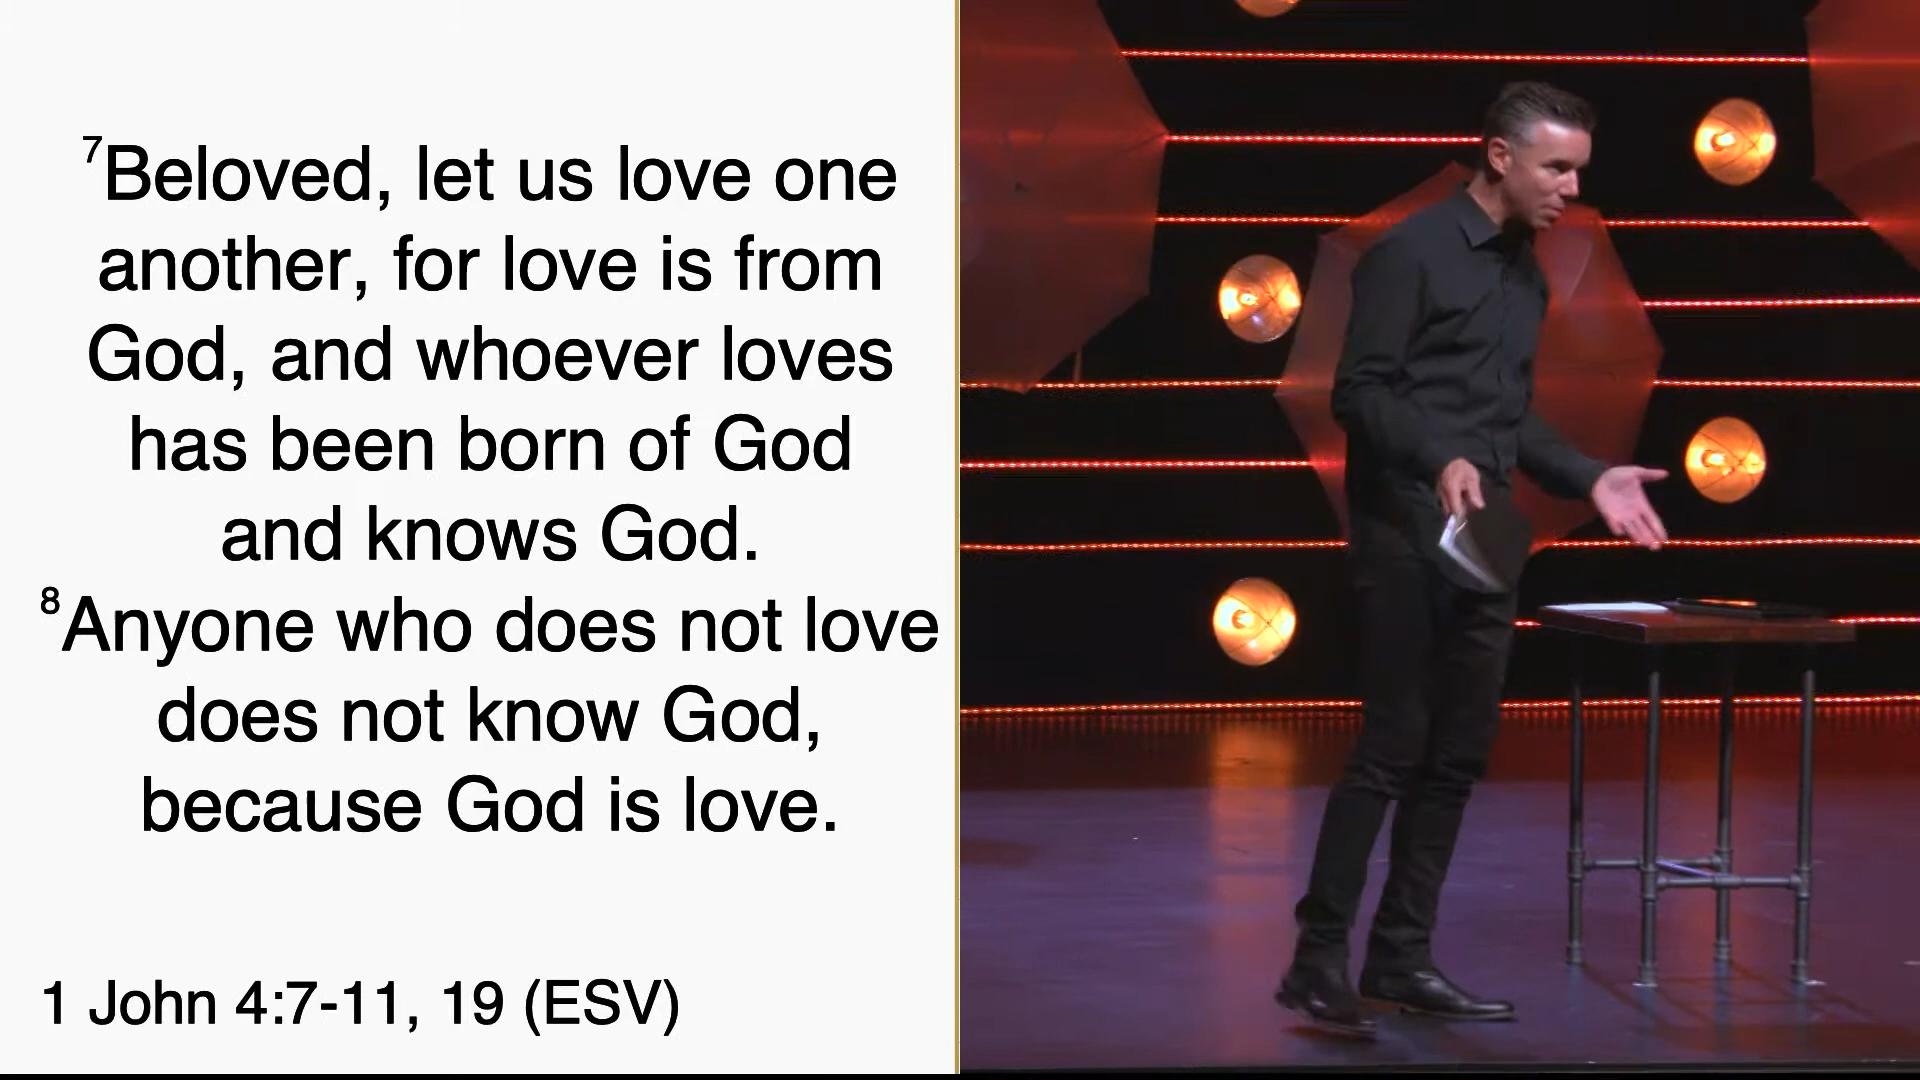 ⁷Beloved, let us love one
another, for love is from
God, and whoever loves
has been born of God
and knows God.
⁸Anyone who does not love
does not know God,
because God is love.
1 John 4:7-11, 19 (ESV)